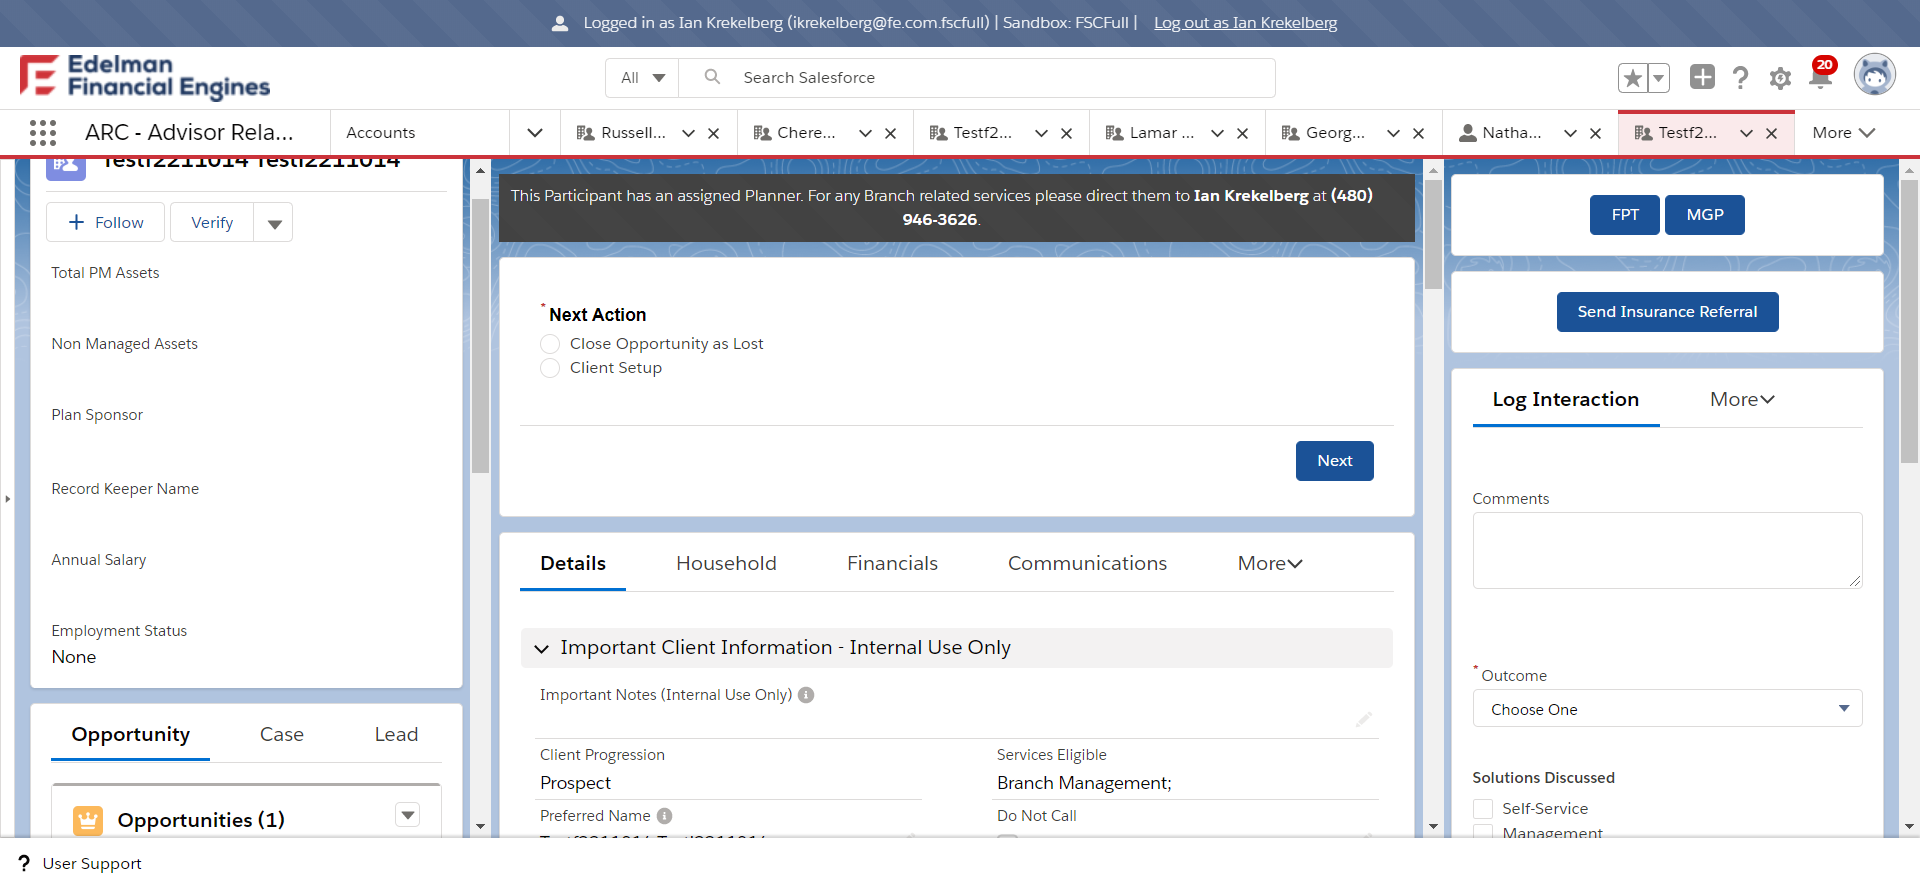 Logged in as Ian Krekelberg (ikrekelberg@fe.com.fscfull) | Sandbox: FSCFull | Log out as Ian Krekelberg
Edelman
Financial Engines
All
Search Salesforce
20
ARC - Advisor Rela...
Accounts
Russell...
Chere...
Testf2...
Lamar ...
Georg...
Natha...
Testf2...
More
Testf2211014 Testl2211014
Follow
Verify
Total PM Assets
Non Managed Assets
Plan Sponsor
Record Keeper Name
Annual Salary
Employment Status
None
Opportunity
Case
Lead
Opportunities (1)
This Participant has an assigned Planner. For any Branch related services please direct them to Ian Krekelberg at (480)
946-3626.
*Next Action
Close Opportunity as Lost
Client Setup
Next
Details
Household
Financials
Communications
More
Important Client Information - Internal Use Only
Important Notes (Internal Use Only)
Client Progression
Prospect
Services Eligible
Branch Management;
Preferred Name
Do Not Call
Testf2211014 Testl2211014
FPT
MGP
Send Insurance Referral
Log Interaction
More
Comments
*Outcome
Choose One
Solutions Discussed
Self-Service
Management
? User Support